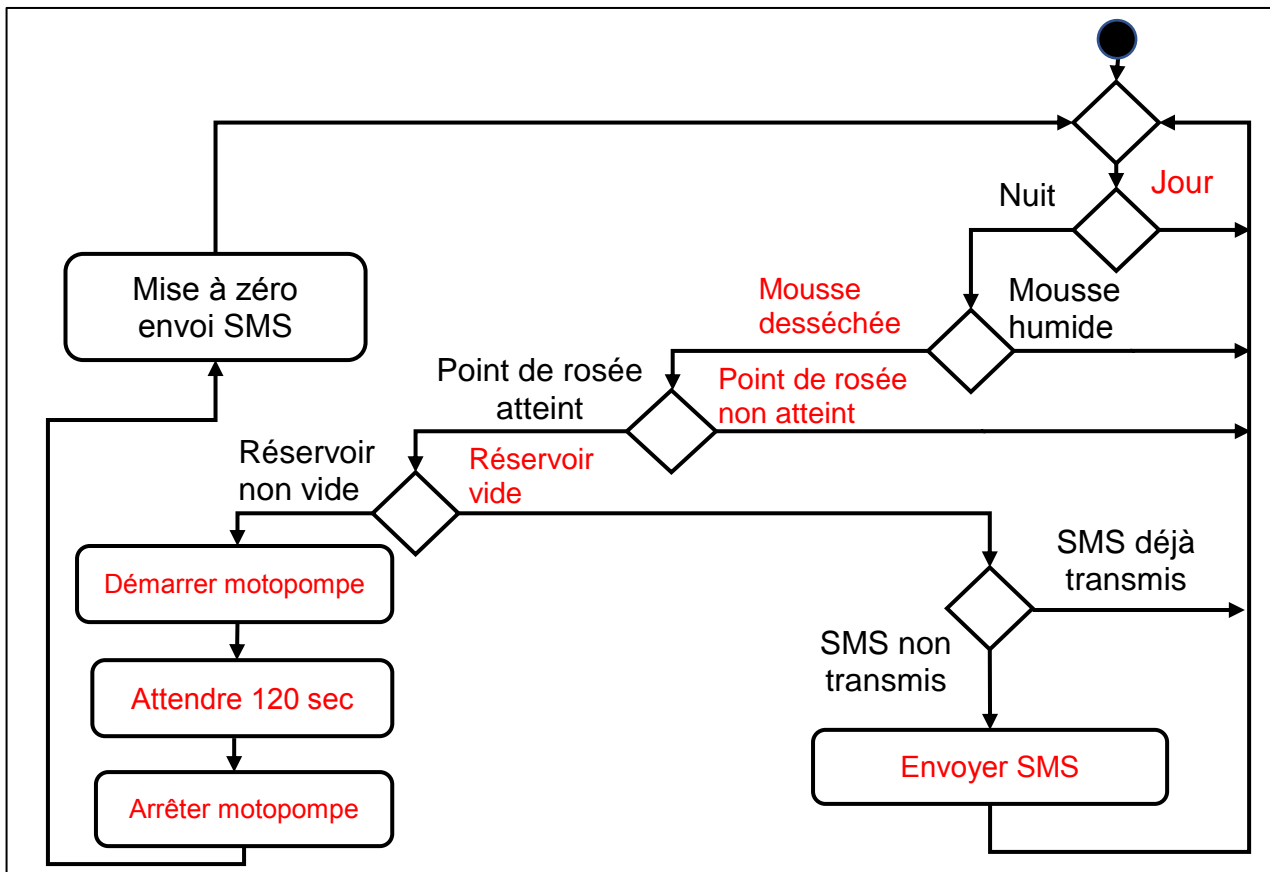 Nuit
Jour
Mise à zéro
envoi SMS
Mousse
desséchée
Mousse
humide
Point de rosée
atteint
Point de rosée
non atteint
Réservoir
non vide
Réservoir
vide
Démarrer motopompe
SMS déjà
transmis
SMS non
transmis
Attendre 120 sec
Envoyer SMS
Arrêter motopompe